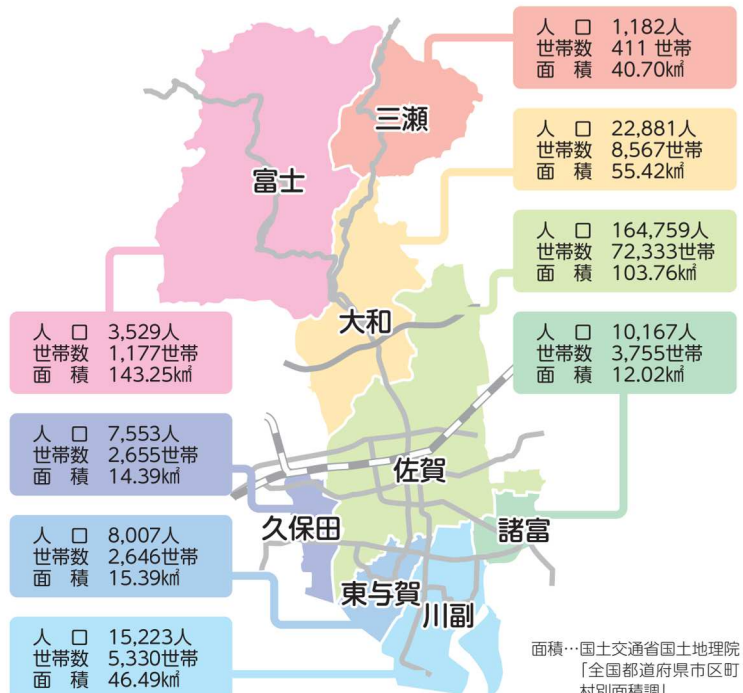 人 口 1,182人
世帯数 411 世帯
面 積 40.70㎢
三瀬
人 口 22,881人
世帯数 8,567世帯
面 積 55.42㎢
富士
人 口 164,759人
世帯数 72,333世帯
面 積 103.76㎢
大和
人 口 3,529人
世帯数 1,177世帯
面 積 143.25㎢
人 口 10,167人
世帯数 3,755世帯
面 積 12.02㎢
人 口 7,553人
世帯数 2,655世帯
面 積 14.39㎢
佐賀
久保田
諸富
人 口 8,007人
世帯数 2,646世帯
面 積 15.39㎢
東与賀
川副
人 口 15,223人
世帯数 5,330世帯
面 積 46.49㎢
面積…国土交通省国土地理院
「全国都道府県市区町
村別面積調」